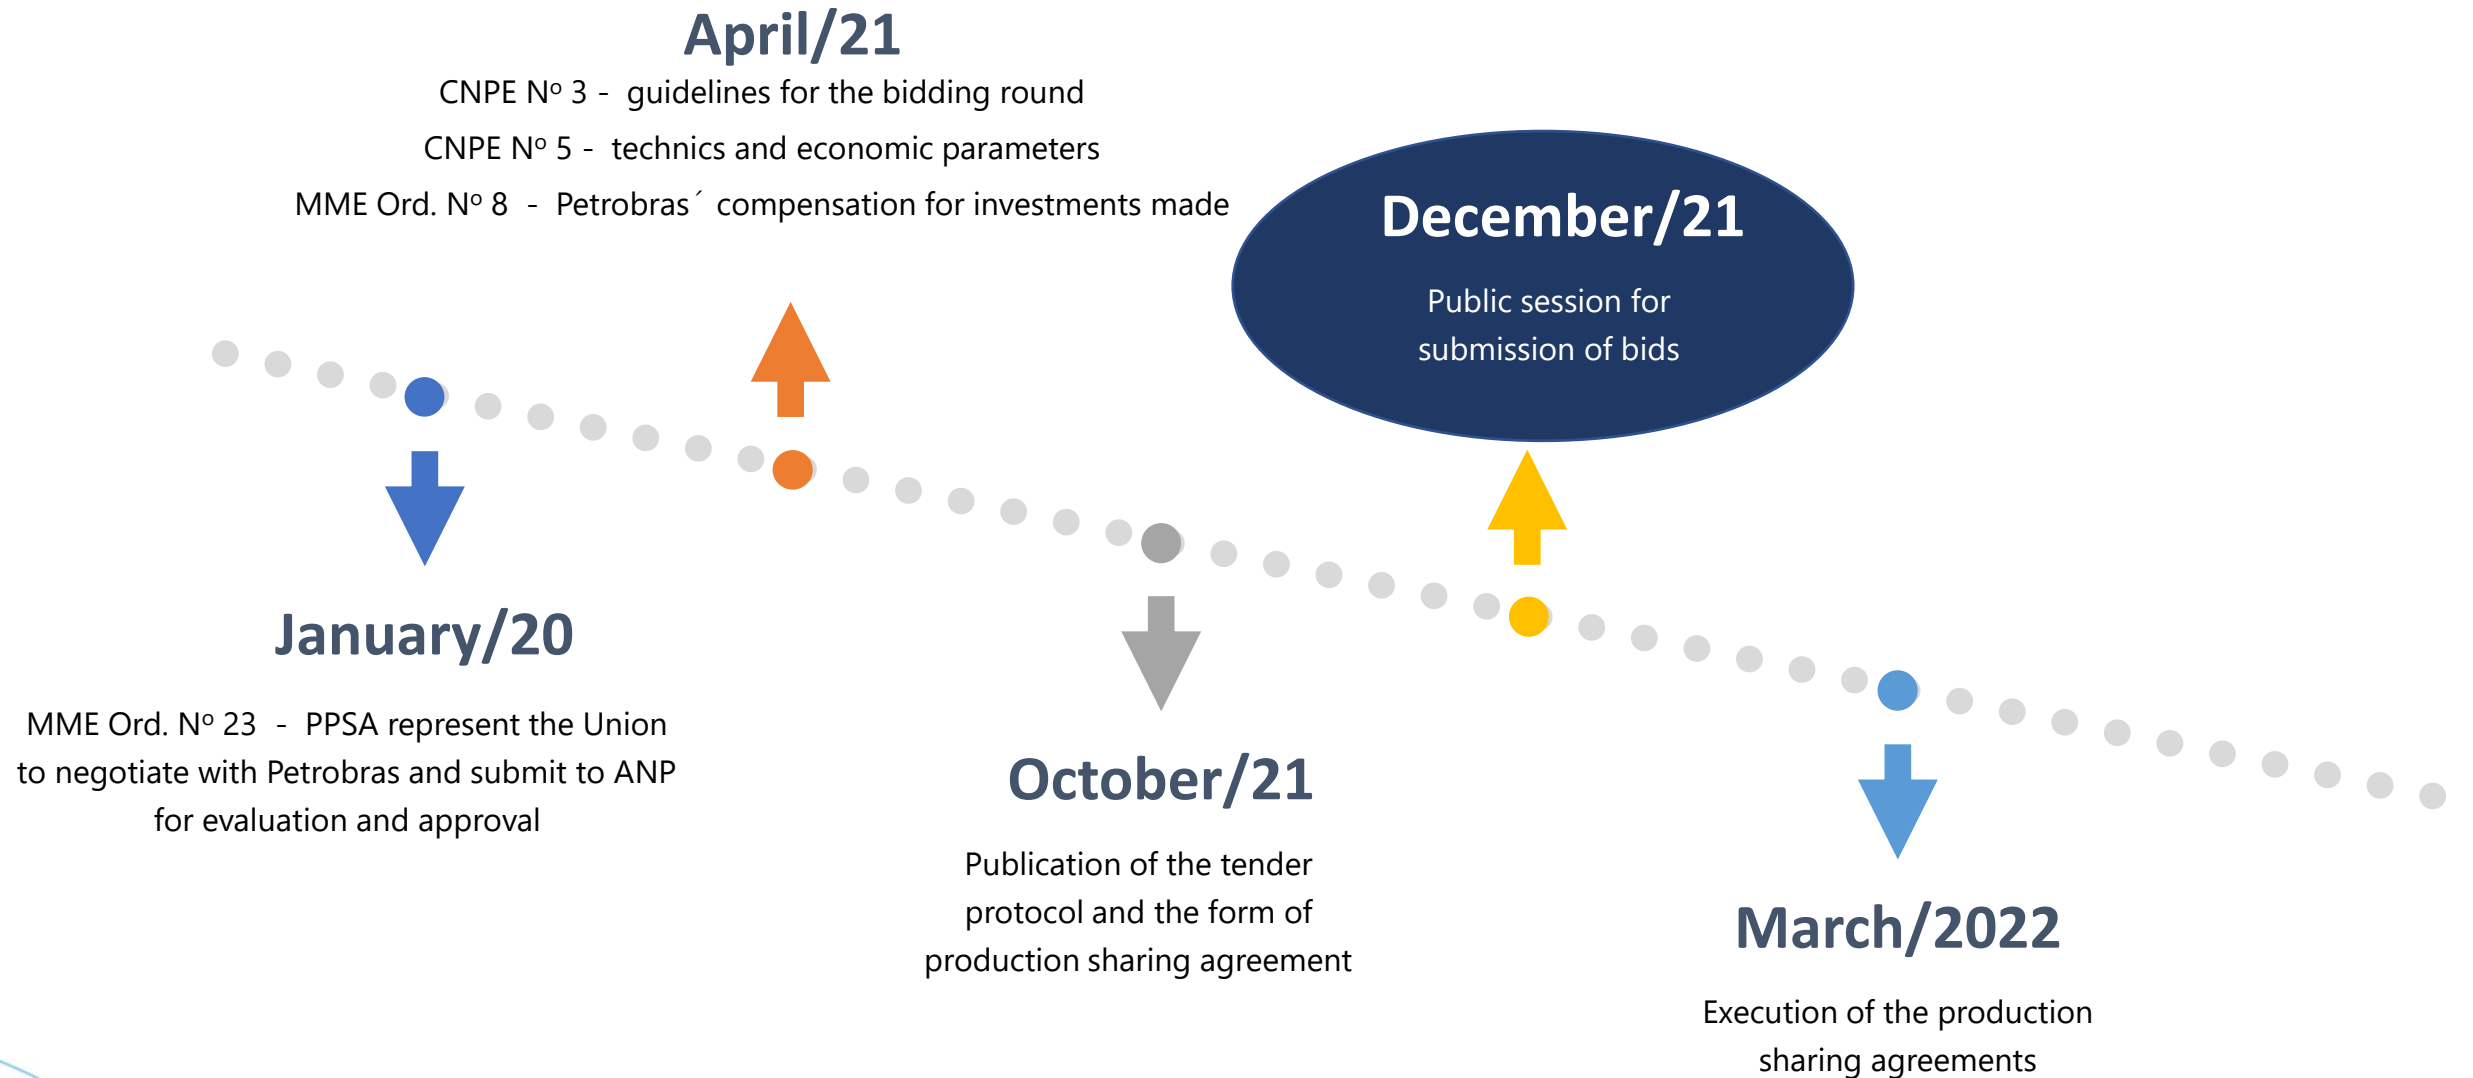 April/21
CNPE Nº 3 - guidelines for the bidding round
CNPE Nº 5 - technics and economic parameters
MME Ord. Nº 8 - Petrobras´ compensation for investments made
December/21
Public session for
submission of bids
January/20
MME Ord. Nº 23 - PPSA represent the Union
to negotiate with Petrobras and submit to ANP
for evaluation and approval
October/21
Publication of the tender
protocol and the form of
production sharing agreement
March/2022
Execution of the production
sharing agreements